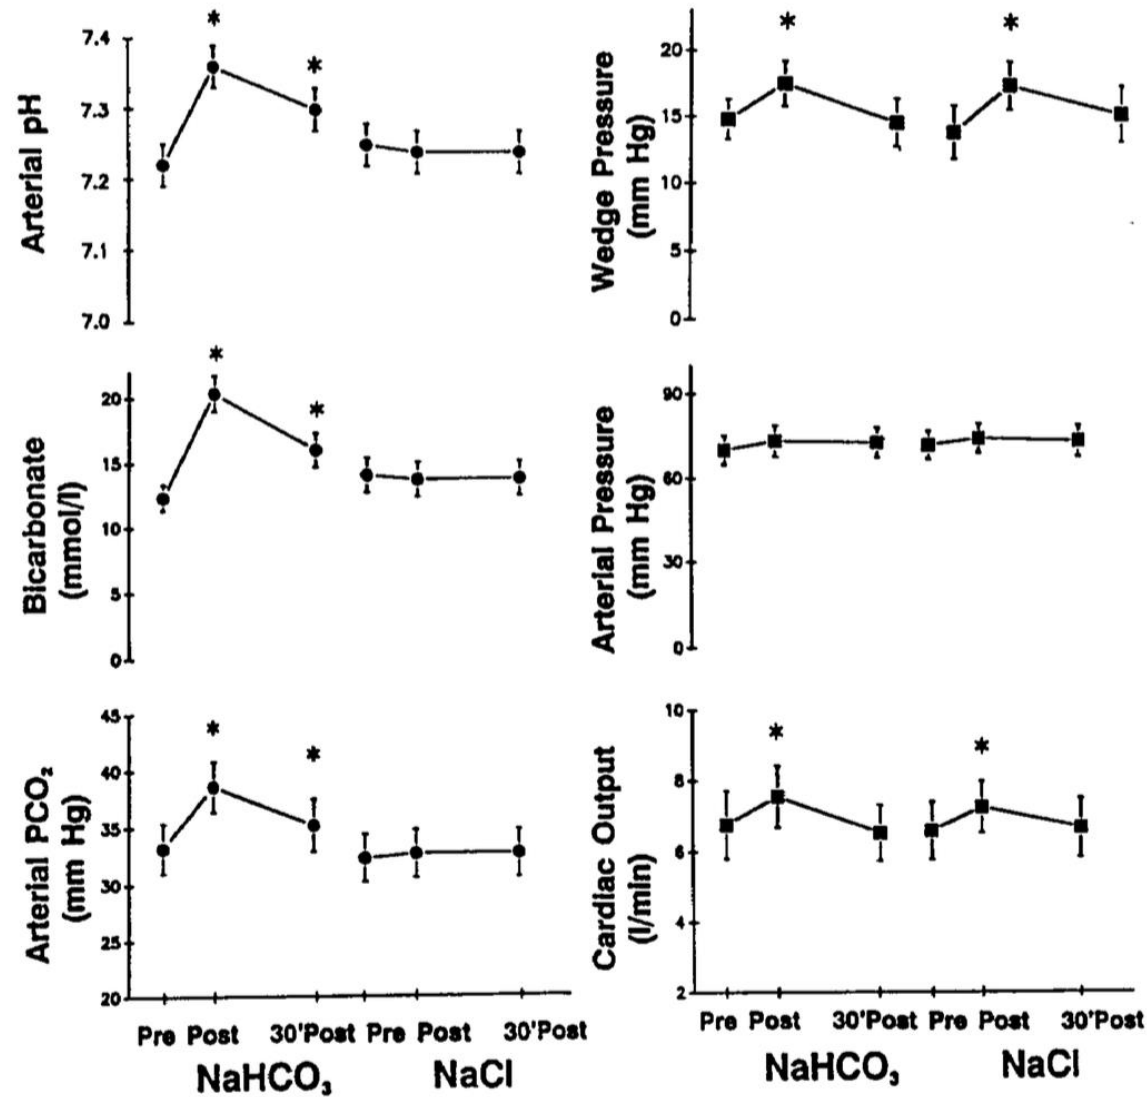 *
7.4
*
7.3
7.2
7.1
7.0
Arterial pH
*
20
*
15
10
5
0
Bicarbonate
(mmol/l)
45
*
*
40
35
30
25
20
Arterial PCO₂
(mm Hg)
Pre Post 30'Post Pre Post 30'Post
NaHCO₃ NaCl
* *
20
15
10
5
0
Wedge Pressure
(mm Hg)
90
60
30
0
Arterial Pressure
(mm Hg)
10
* *
8
6
4
2
Cardiac Output
(l/min)
Pre Post 30'Post Pre Post 30'Post
NaHCO₃ NaCl